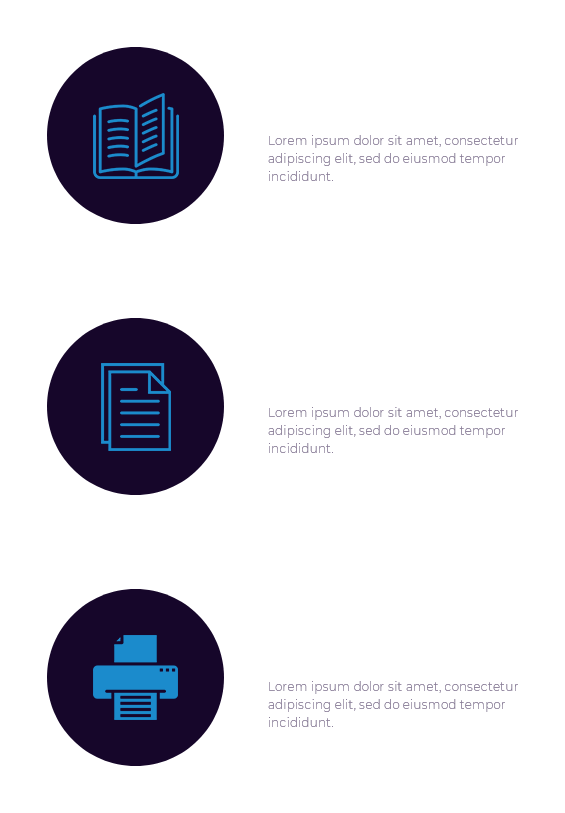 Lorem ipsum dolor sit amet, consectetur
adipiscing elit, sed do eiusmod tempor
incididunt.
Lorem ipsum dolor sit amet, consectetur
adipiscing elit, sed do eiusmod tempor
incididunt.
Lorem ipsum dolor sit amet, consectetur
adipiscing elit, sed do eiusmod tempor
incididunt.